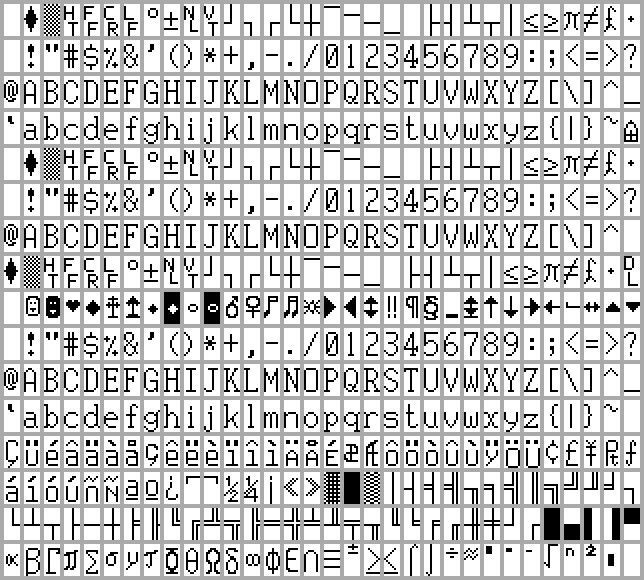 ♦▒␉␌␍␊°±␤␋┘┐┌└┼⎺⎻─⎼⎽├┤┴┬│≤≥π≠£·
!"#$%&'()*+,-./0123456789:;<=>?
@ABCDEFGHIJKLMNOPQRSTUVWXYZ[\]^_
`abcdefghijklmnopqrstuvwxyz{|}~⌂
♦▒␉␌␍␊°±␤␋┘┐┌└┼⎺⎻─⎼⎽├┤┴┬│≤≥π≠£·
!"#$%&'()*+,-./0123456789:;<=>?
@ABCDEFGHIJKLMNOPQRSTUVWXYZ[\]^
♦▒␉␌␍␊°±␤␋┘┐┌└┼⎺⎻─⎼⎽├┤┴┬│≤≥π≠£·
☺☻♥♦♣♠•◘○◙♂♀♪♫☼►◄↕‼¶§▬↨↑↓→←∟↔▲▼
!"#$%&'()*+,-./0123456789:;<=>?
@ABCDEFGHIJKLMNOPQRSTUVWXYZ[\]^_
`abcdefghijklmnopqrstuvwxyz{|}~
ÇüéâäàåçêëèïîìÄÅÉæÆôöòûùÿÖÜ¢£¥₧ƒ
áíóúñÑªº¿⌐¬½¼¡«»▓█▒│┤╡╢╖╕╣║╗╝╜╛┐
└┴┬├─┼╞╟╚╔╩╦╠═╬╧╨╤╥╙╘╒╓╫╪┘┌█▄▌▐▀
αßΓπΣσµτΦΘΩδ∞φε∩≡±≥≤⌠⌡÷≈°∙·√ⁿ²■